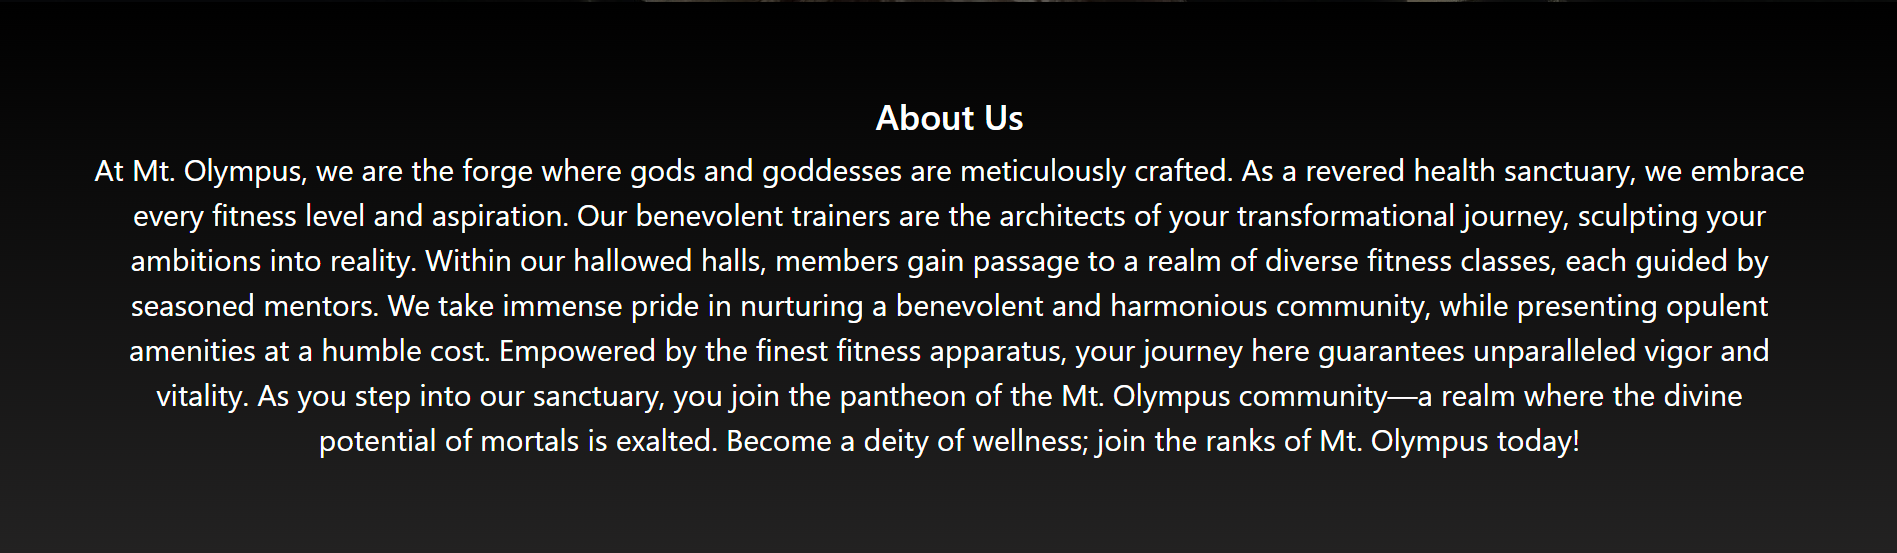 About Us
At Mt. Olympus, we are the forge where gods and goddesses are meticulously crafted. As a revered health sanctuary, we embrace
every fitness level and aspiration. Our benevolent trainers are the architects of your transformational journey, sculpting your
ambitions into reality. Within our hallowed halls, members gain passage to a realm of diverse fitness classes, each guided by
seasoned mentors. We take immense pride in nurturing a benevolent and harmonious community, while presenting opulent
amenities at a humble cost. Empowered by the finest fitness apparatus, your journey here guarantees unparalleled vigor and
vitality. As you step into our sanctuary, you join the pantheon of the Mt. Olympus community—a realm where the divine
potential of mortals is exalted. Become a deity of wellness; join the ranks of Mt. Olympus today!